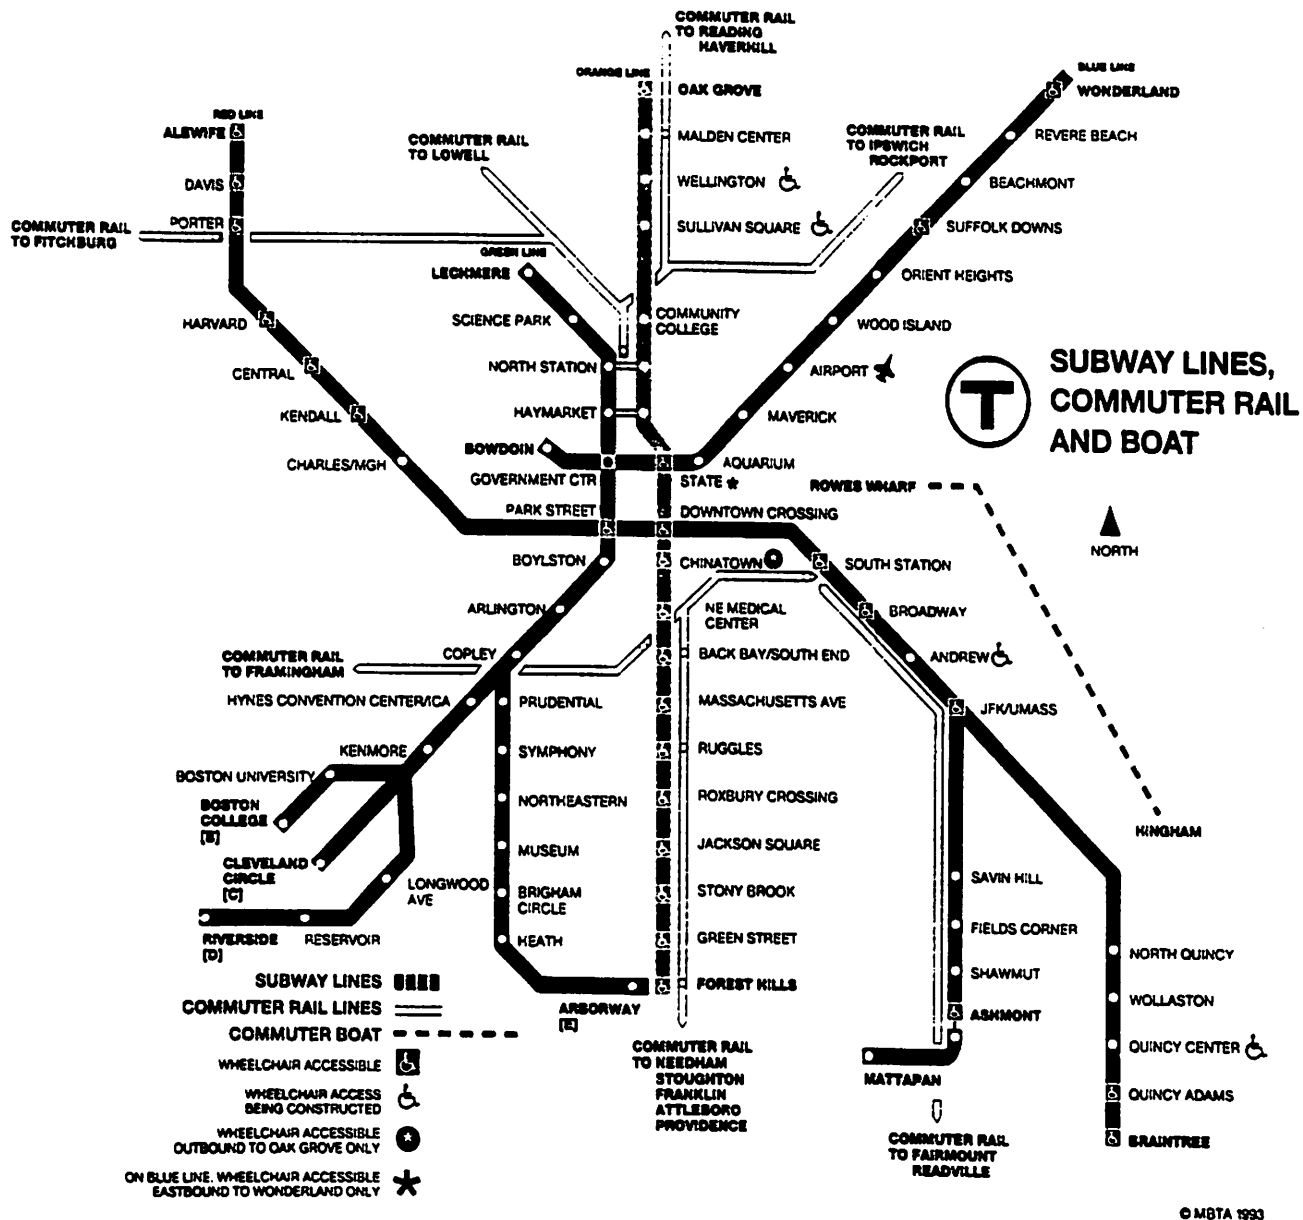 COMMUTER RAIL
TO READING
HAVERHILL
ORANGE LINE
OAK GROVE
BLUE LINE
WONDERLAND
RED LINE
ALEWIFE
MALDEN CENTER
REVERE BEACH
COMMUTER RAIL
TO LOWELL
COMMUTER RAIL
TO IPSWICH
ROCKPORT
DAVIS
WELLINGTON
BEACHMONT
COMMUTER RAIL
TO FITCHBURG
PORTER
SULLIVAN SQUARE
SUFFOLK DOWNS
GREEN LINE
LECHMERE
ORIENT HEIGHTS
HARVARD
SCIENCE PARK
COMMUNITY
COLLEGE
WOOD ISLAND
CENTRAL
NORTH STATION
AIRPORT
T
SUBWAY LINES,
COMMUTER RAIL
AND BOAT
KENDALL
HAYMARKET
MAVERICK
CHARLES/MGH
BOWDOIN
AQUARIUM
GOVERNMENT CTR
STATE *
ROWES WHARF
PARK STREET
DOWNTOWN CROSSING
NORTH
BOYLSTON
CHINATOWN
SOUTH STATION
ARLINGTON
NE MEDICAL
CENTER
BROADWAY
COMMUTER RAIL
TO FRAMINGHAM
COPLEY
BACK BAY/SOUTH END
ANDREW
HYNES CONVENTION CENTER/ICA
PRUDENTIAL
MASSACHUSETTS AVE
JFK/UMASS
KENMORE
SYMPHONY
RUGGLES
BOSTON UNIVERSITY
BOSTON
COLLEGE
[B]
NORTHEASTERN
ROXBURY CROSSING
HINGHAM
CLEVELAND
CIRCLE
[C]
MUSEUM
JACKSON SQUARE
LONGWOOD
AVE
BRIGHAM
CIRCLE
STONY BROOK
SAVIN HILL
RIVERSIDE
[D]
RESERVOIR
HEATH
GREEN STREET
FIELDS CORNER
NORTH QUINCY
SUBWAY LINES
ARBORWAY
[E]
FOREST HILLS
SHAWMUT
WOLLASTON
COMMUTER RAIL LINES
ASHMONT
COMMUTER BOAT
COMMUTER RAIL
TO NEEDHAM
STOUGHTON
FRANKLIN
ATTLEBORO
PROVIDENCE
QUINCY CENTER
WHEELCHAIR ACCESSIBLE
MATTAPAN
QUINCY ADAMS
WHEELCHAIR ACCESS
BEING CONSTRUCTED
WHEELCHAIR ACCESSIBLE
OUTBOUND TO OAK GROVE ONLY
COMMUTER RAIL
TO FAIRMOUNT
READVILLE
BRAINTREE
ON BLUE LINE, WHEELCHAIR ACCESSIBLE
EASTBOUND TO WONDERLAND ONLY
© MBTA 1993